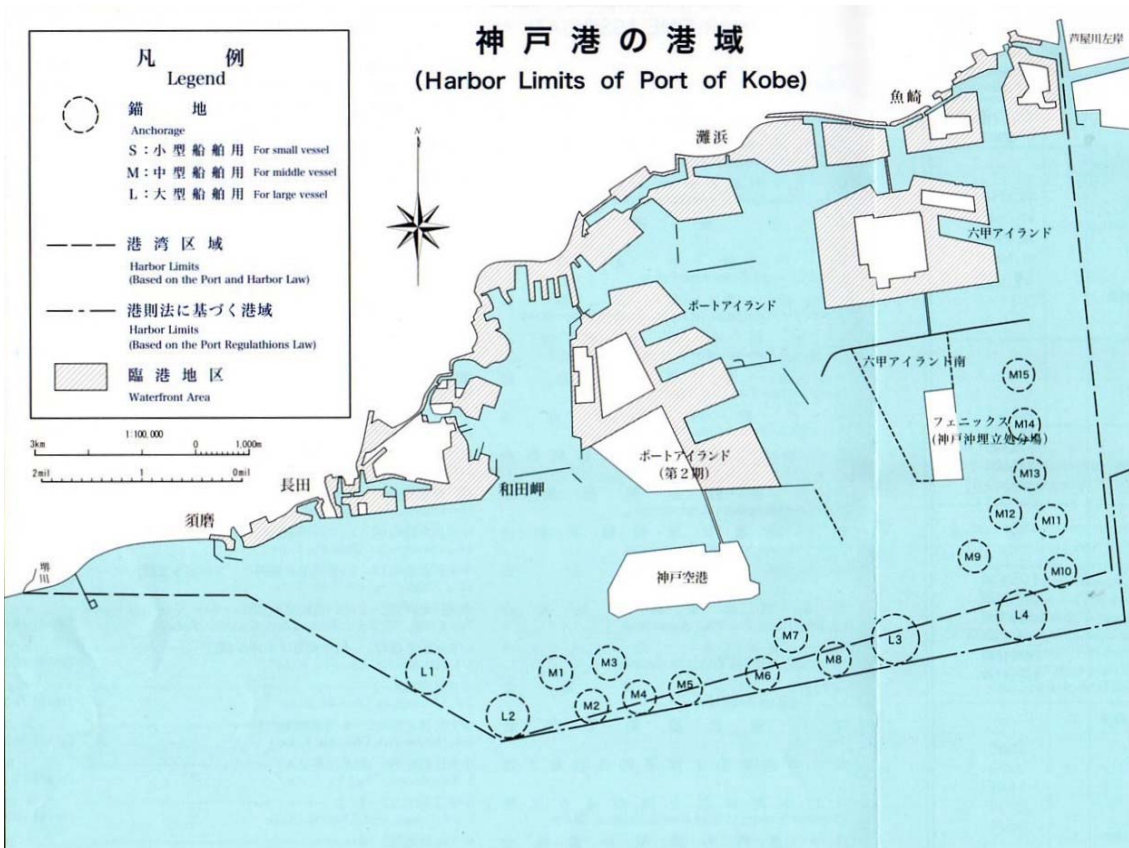 神戸港の港域
(Harbor Limits of Port of Kobe)
凡 例
Legend
錨 地
Anchorage
S：小型船舶用 For small vessel
M：中型船舶用 For middle vessel
L：大型船舶用 For large vessel
港湾区域
Harbor Limits
(Based on the Port and Harbor Law)
港則法に基づく港域
Harbor Limits
(Based on the Port Regulathions Law)
臨港地区
Waterfront Area
1:100,000
3km 0 1,000m
2mil 1 0mil
N
芦屋川左岸
魚崎
灘浜
六甲アイランド
ポートアイランド
六甲アイランド南
フェニックス
(神戸沖埋立処分場)
ポートアイランド
(第2期)
和田岬
長田
須磨
神戸空港
M15
M14
M13
M12
M11
M9
M10
L4
L3
M7
M8
M6
M5
M3
M4
M1
M2
L1
L2